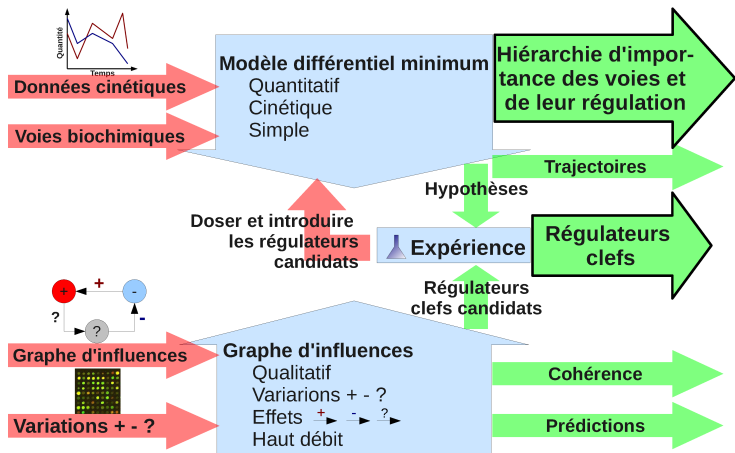 Quantité
Temps
Données cinétiques
Voies biochimiques
Modèle différentiel minimum
Quantitatif
Cinétique
Simple
Hiérarchie d'impor-
tance des voies et
de leur régulation
Trajectoires
Hypothèses
Doser et introduire
les régulateurs
candidats
Expérience
Régulateurs
clefs
Régulateurs
clefs candidats
+
+
-
?
?
-
Graphe d'influences
Variations + - ?
Graphe d'influences
Qualitatif
Variarions + - ?
Effets + - ?
Haut débit
Cohérence
Prédictions